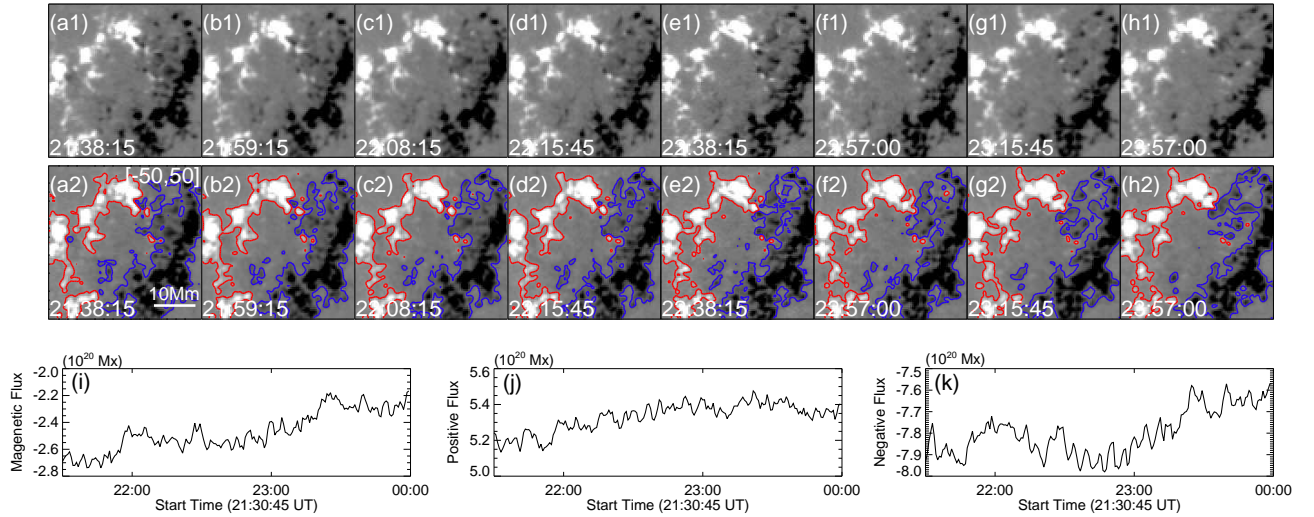 (a1) (b1) (c1) (d1) (e1) (f1) (g1) (h1)
21:38:15 21:59:15 22:08:15 22:15:45 22:38:15 22:57:00 23:15:45 23:57:00
(a2) [-50,50] (b2) (c2) (d2) (e2) (f2) (g2) (h2)
10Mm
21:38:15 21:59:15 22:08:15 22:15:45 22:38:15 22:57:00 23:15:45 23:57:00
(10²⁰ Mx)
(i)
Magenetic Flux
-2.0
-2.2
-2.4
-2.6
-2.8
22:00 23:00 00:00
Start Time (21:30:45 UT)
(10²⁰ Mx)
(j)
Positive Flux
5.6
5.4
5.2
5.0
22:00 23:00 00:00
Start Time (21:30:45 UT)
(10²⁰ Mx)
(k)
Negative Flux
-7.5
-7.6
-7.7
-7.8
-7.9
-8.0
22:00 23:00 00:00
Start Time (21:30:45 UT)